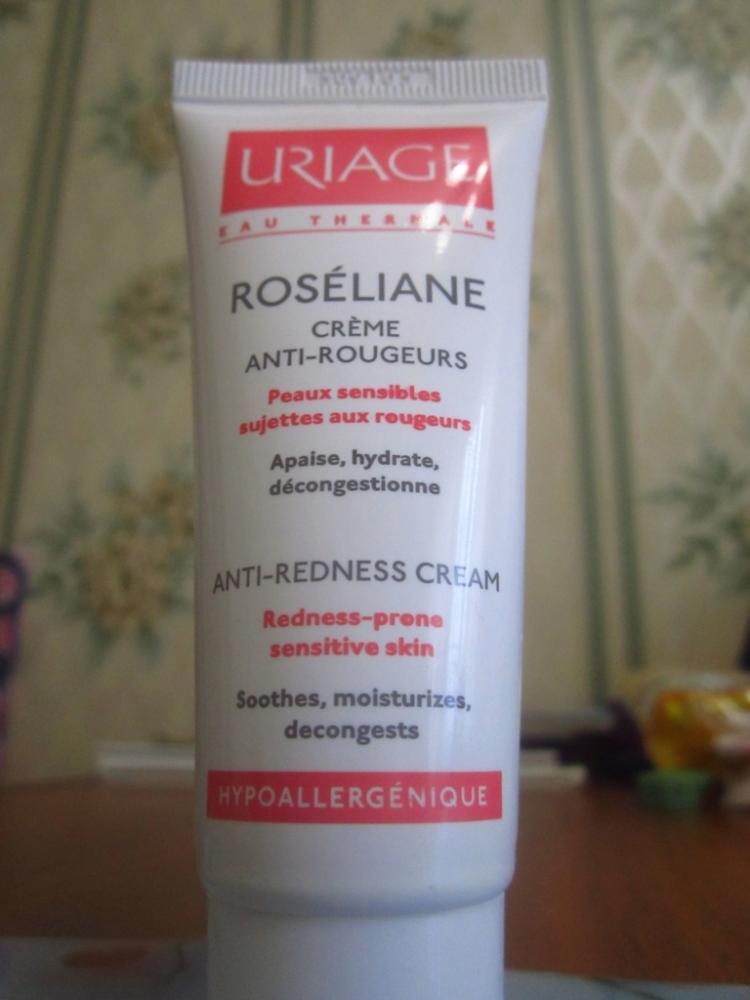 URIAGE
EAU THERMALE
ROSÉLIANE
CRÈME
ANTI-ROUGEURS
Peaux sensibles
sujettes aux rougeurs
Apaise, hydrate,
décongestionne
ANTI-REDNESS CREAM
Redness-prone
sensitive skin
Soothes, moisturizes,
decongests
HYPOALLERGÉNIQUE